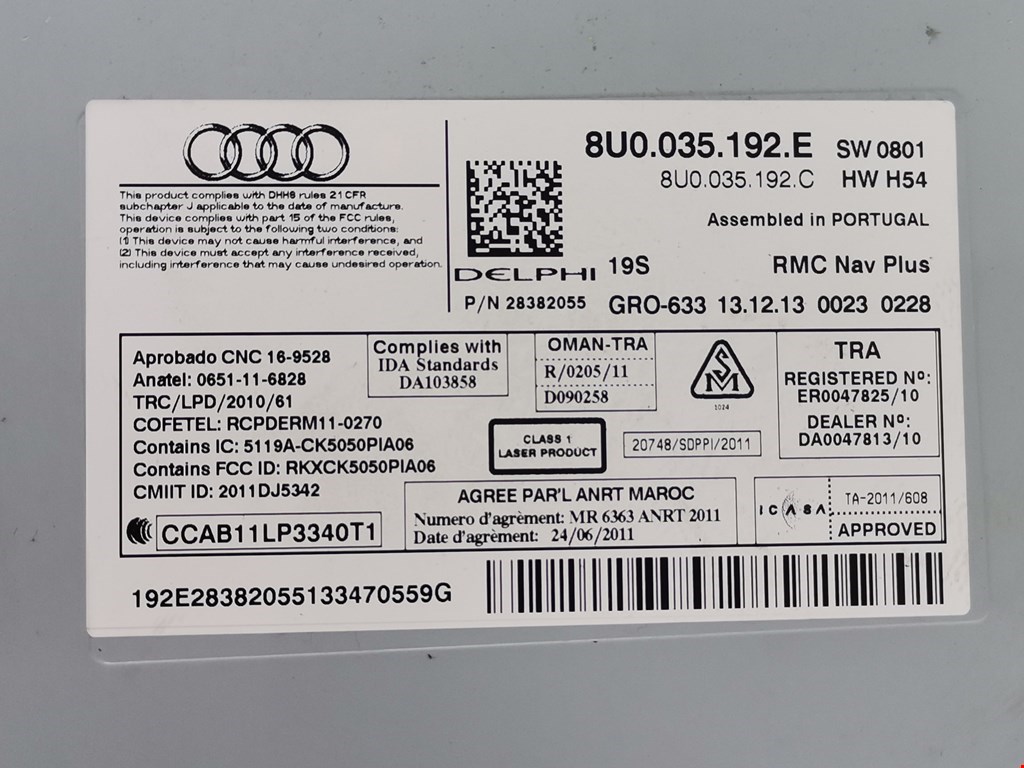 This product complies with DHHS rules 21 CFR
subchapter J applicable to the date of manufacture.
This device complies with part 15 of the FCC rules,
operation is subject to the following two conditions:
(1) This device may not cause harmful interference, and
(2) This device must accept any interference received,
including interference that may cause undesired operation.
8U0.035.192.E SW 0801
8U0.035.192.C HW H54
Assembled in PORTUGAL
DELPHI 19S RMC Nav Plus
P/N 28382055 GRO-633 13.12.13 0023 0228
Aprobado CNC 16-9528
Anatel: 0651-11-6828
TRC/LPD/2010/61
COFETEL: RCPDERM11-0270
Contains IC: 5119A-CK5050PIA06
Contains FCC ID: RKXCK5050PIA06
CMIIT ID: 2011DJ5342
CCAB11LP3340T1
Complies with
IDA Standards
DA103858
OMAN-TRA
R/0205/11
D090258
CLASS 1
LASER PRODUCT
SM
1024
20748/SDPPI/2011
TRA
REGISTERED Nº:
ER0047825/10
DEALER Nº:
DA0047813/10
AGREE PAR'L ANRT MAROC
Numero d'agrèment: MR 6363 ANRT 2011
Date d'agrèment: 24/06/2011
ICASA
TA-2011/608
APPROVED
192E28382055133470559G